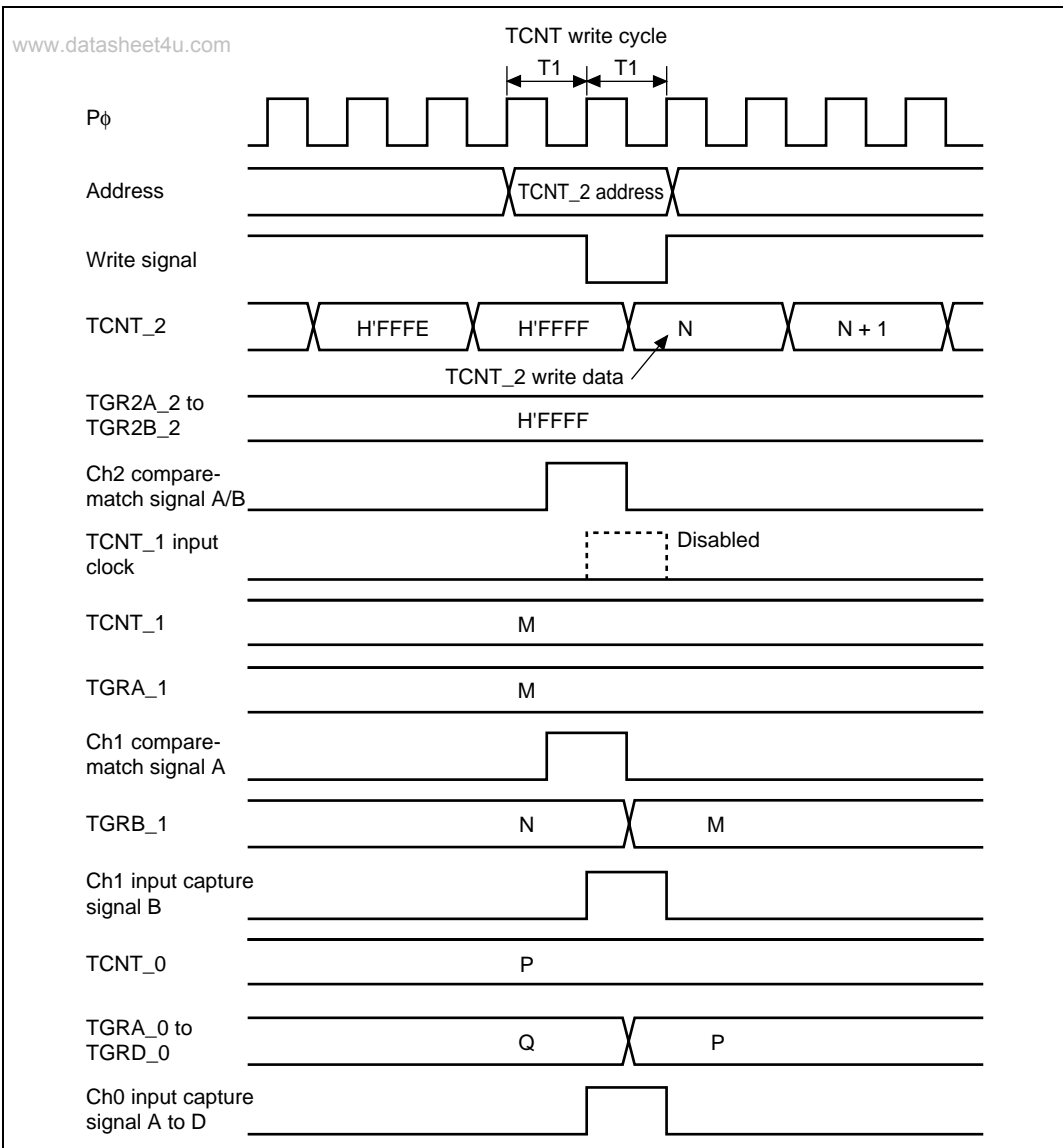 www.datasheet4u.com
TCNT write cycle
T1 T1
Pϕ
Address
TCNT_2 address
Write signal
TCNT_2
H'FFFE H'FFFF N N + 1
TCNT_2 write data
TGR2A_2 to
TGR2B_2
H'FFFF
Ch2 compare-
match signal A/B
TCNT_1 input
clock
Disabled
TCNT_1
M
TGRA_1
M
Ch1 compare-
match signal A
TGRB_1
N M
Ch1 input capture
signal B
TCNT_0
P
TGRA_0 to
TGRD_0
Q P
Ch0 input capture
signal A to D